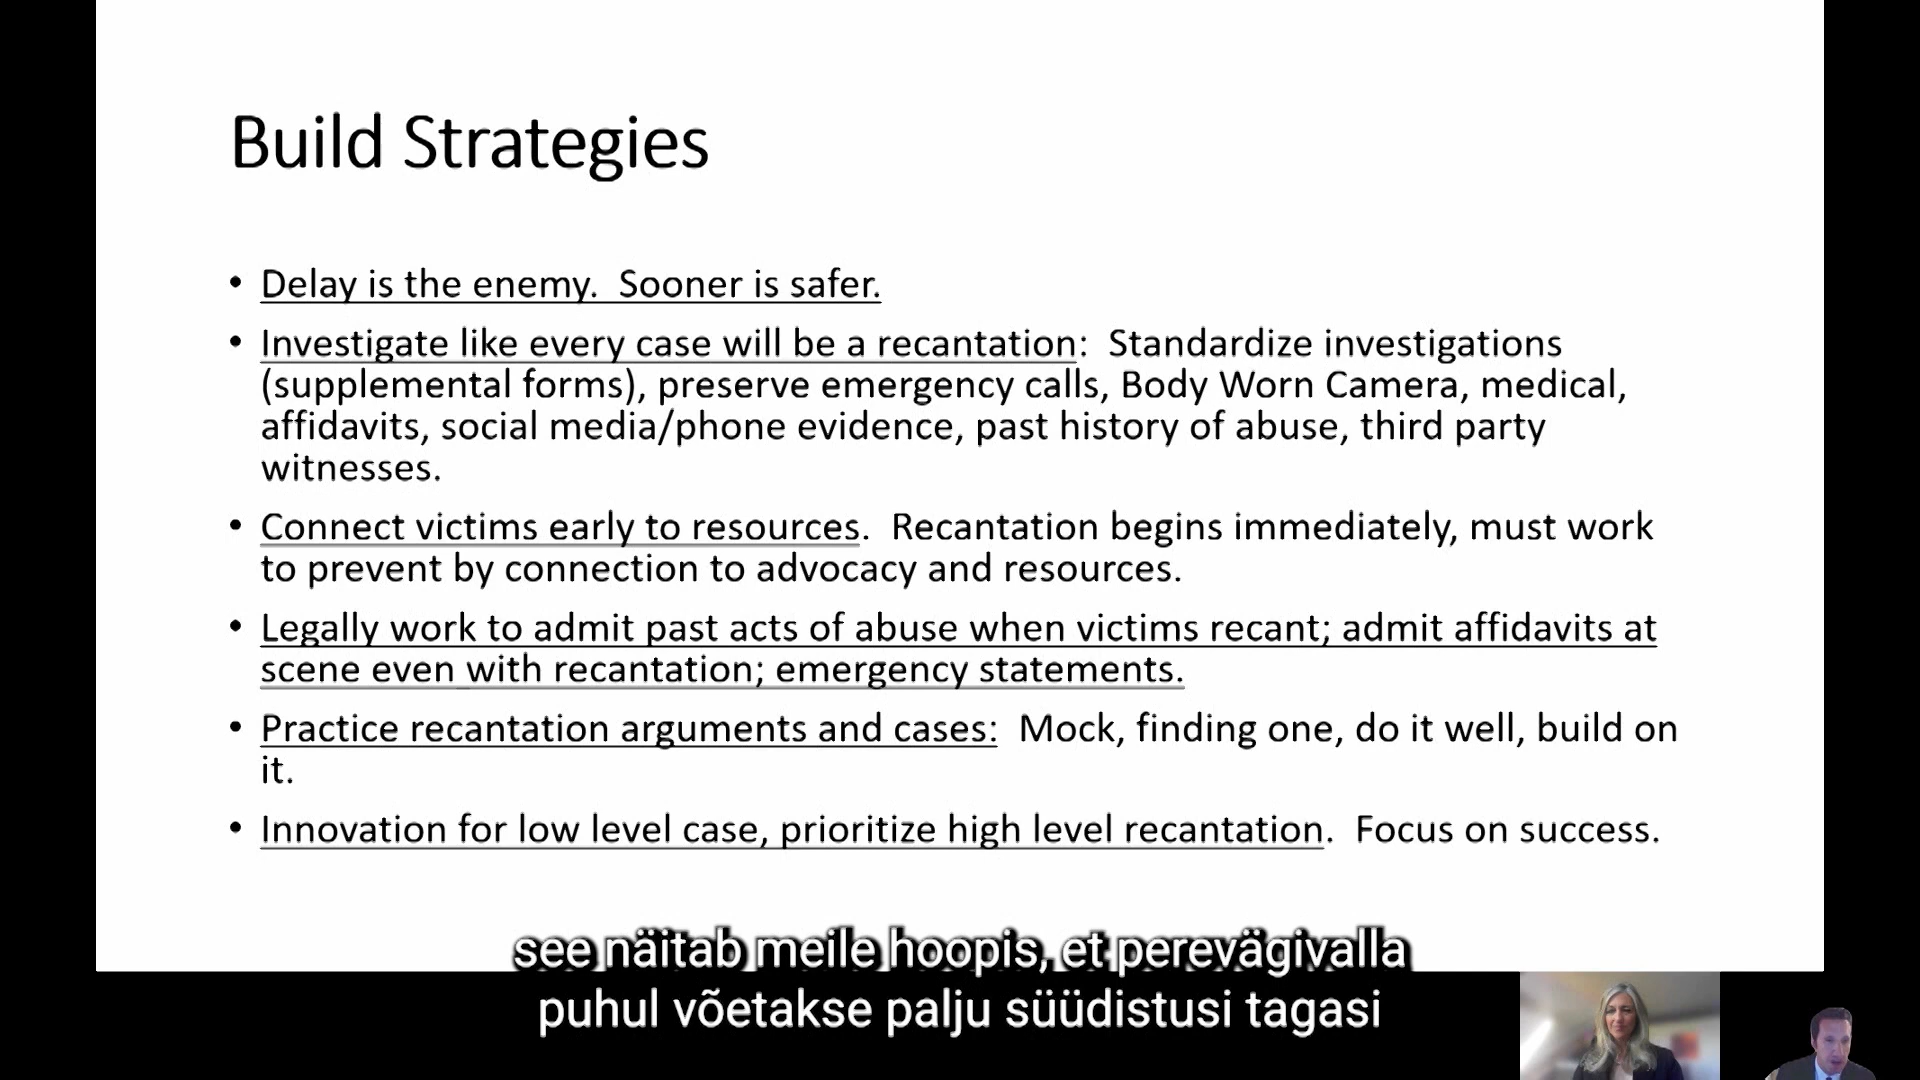 Build Strategies
• Delay is the enemy.  Sooner is safer.
• Investigate like every case will be a recantation:  Standardize investigations
(supplemental forms), preserve emergency calls, Body Worn Camera, medical,
affidavits, social media/phone evidence, past history of abuse, third party
witnesses.
• Connect victims early to resources.  Recantation begins immediately, must work
to prevent by connection to advocacy and resources.
• Legally work to admit past acts of abuse when victims recant; admit affidavits at
scene even with recantation; emergency statements.
• Practice recantation arguments and cases:  Mock, finding one, do it well, build on
it.
• Innovation for low level case, prioritize high level recantation.  Focus on success.
see näitab meile hoopis, et perevägivalla
puhul võetakse palju süüdistusi tagasi